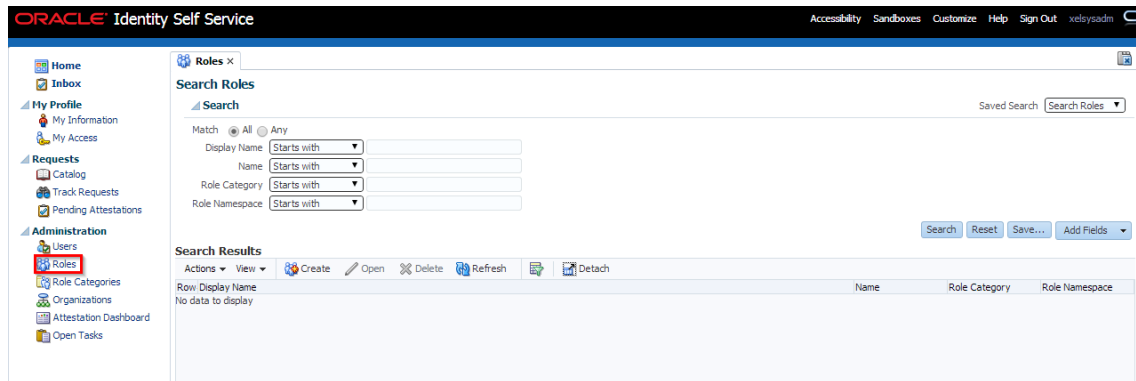 ORACLE Identity Self Service
Accessibility Sandboxes Customize Help Sign Out xelsysadm
Home
Inbox
My Profile
My Information
My Access
Requests
Catalog
Track Requests
Pending Attestations
Administration
Users
Roles
Role Categories
Organizations
Attestation Dashboard
Open Tasks
Roles ×
Search Roles
Search
Saved Search Search Roles
Match All Any
Display Name Starts with
Name Starts with
Role Category Starts with
Role Namespace Starts with
Search Reset Save... Add Fields
Search Results
Actions View Create Open Delete Refresh Detach
Row Display Name Name Role Category Role Namespace
No data to display